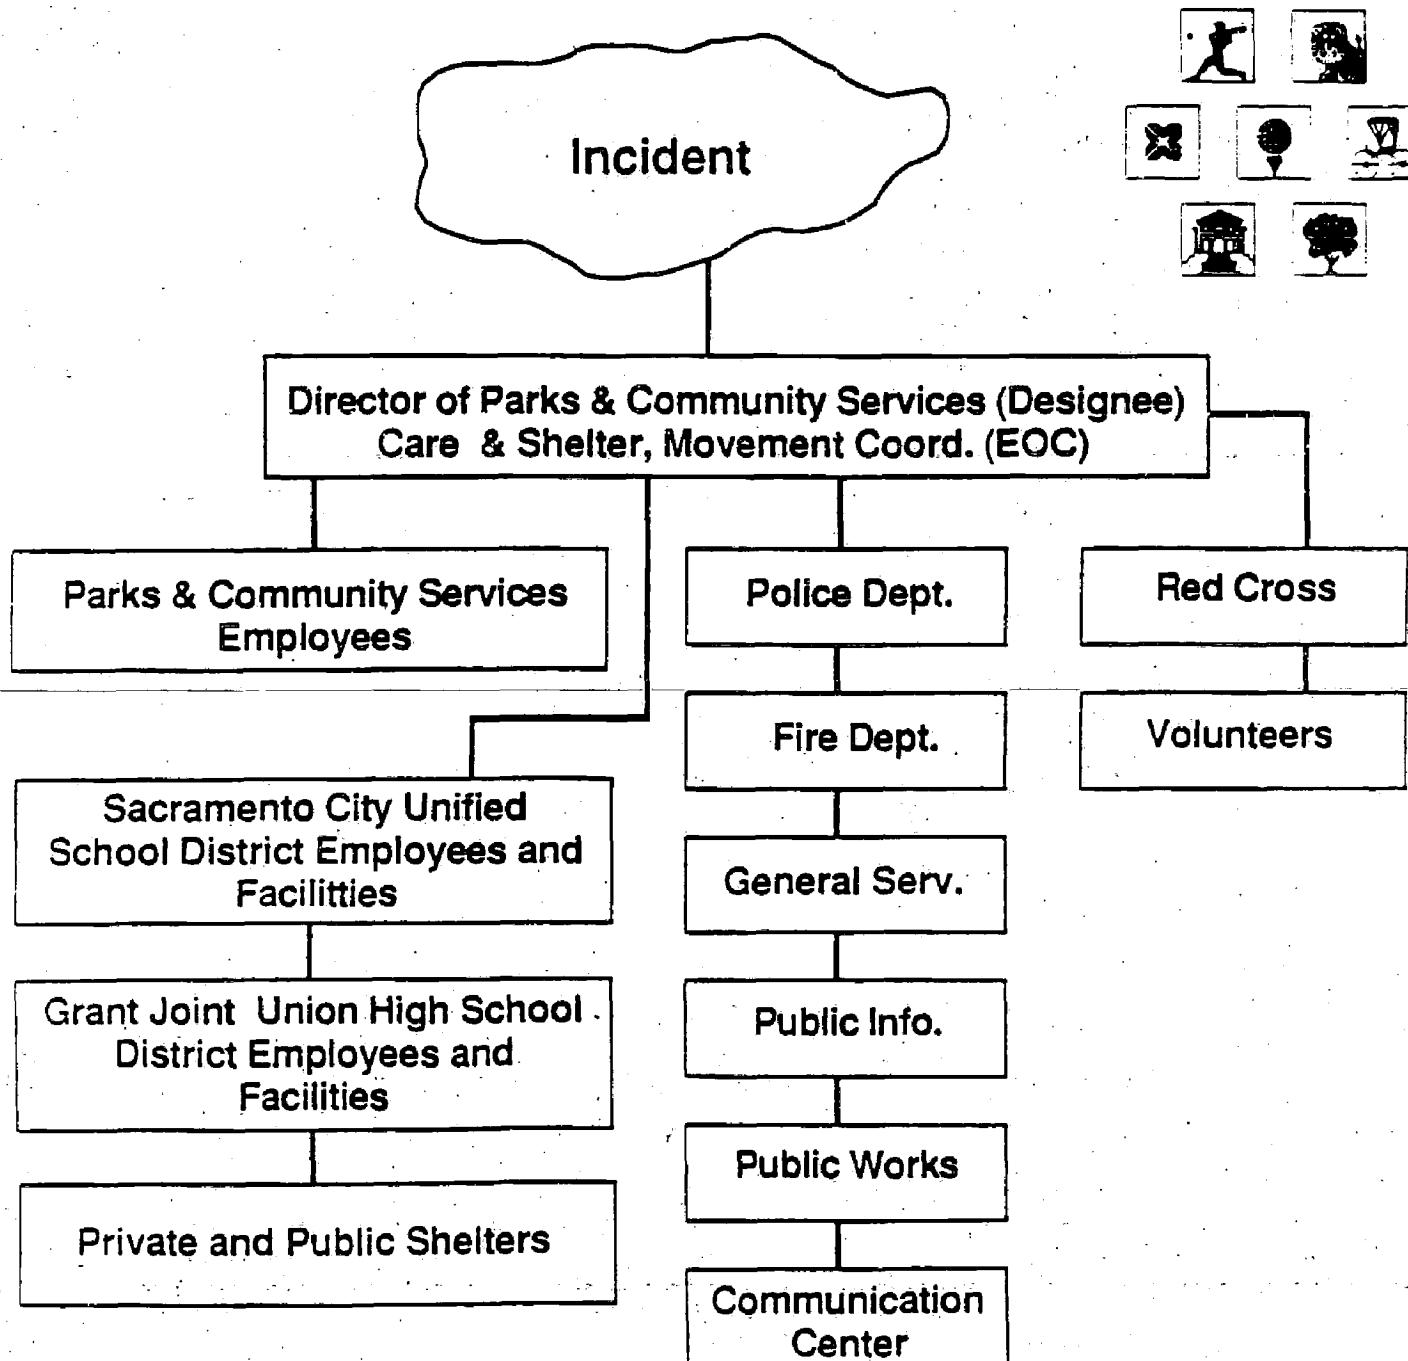 Incident
Director of Parks & Community Services (Designee)
Care & Shelter, Movement Coord. (EOC)
Parks & Community Services
Employees
Police Dept.
Red Cross
Fire Dept.
Volunteers
Sacramento City Unified
School District Employees and
Facilitties
General Serv.
Grant Joint Union High School
District Employees and
Facilities
Public Info.
Public Works
Private and Public Shelters
Communication
Center